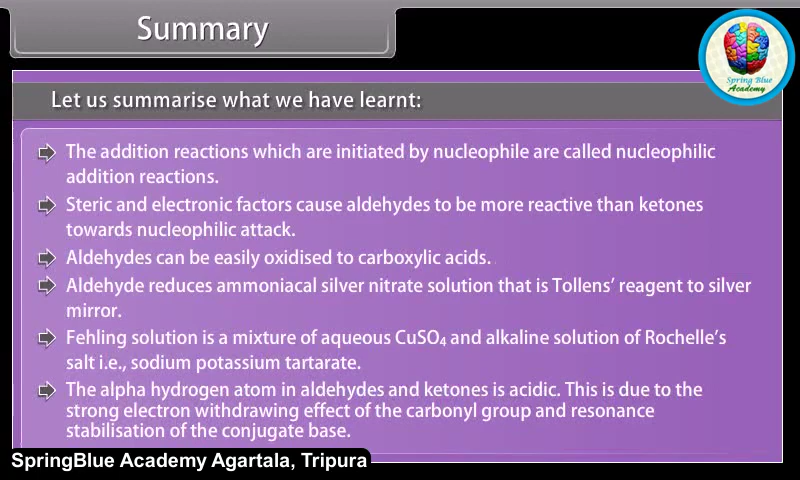 Summary
Spring Blue
Academy
Let us summarise what we have learnt:
The addition reactions which are initiated by nucleophile are called nucleophilic
addition reactions.
Steric and electronic factors cause aldehydes to be more reactive than ketones
towards nucleophilic attack.
Aldehydes can be easily oxidised to carboxylic acids.
Aldehyde reduces ammoniacal silver nitrate solution that is Tollens’ reagent to silver
mirror.
Fehling solution is a mixture of aqueous CuSO₄ and alkaline solution of Rochelle’s
salt i.e., sodium potassium tartarate.
The alpha hydrogen atom in aldehydes and ketones is acidic. This is due to the
strong electron withdrawing effect of the carbonyl group and resonance
stabilisation of the conjugate base.
SpringBlue Academy Agartala, Tripura